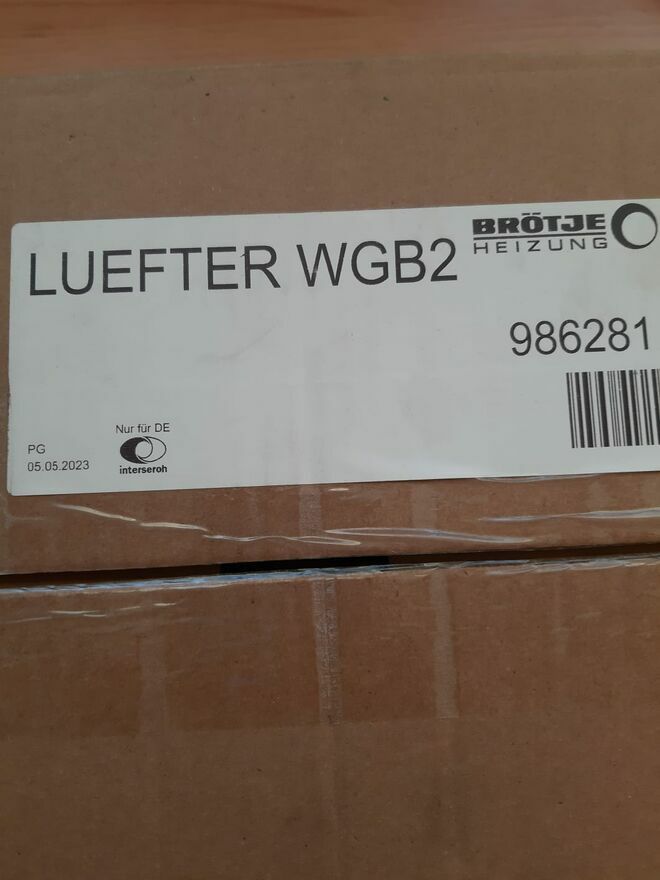 BRÖTJE
HEIZUNG
LUEFTER WGB2
986281
Nur für DE
PG
05.05.2023
interseroh